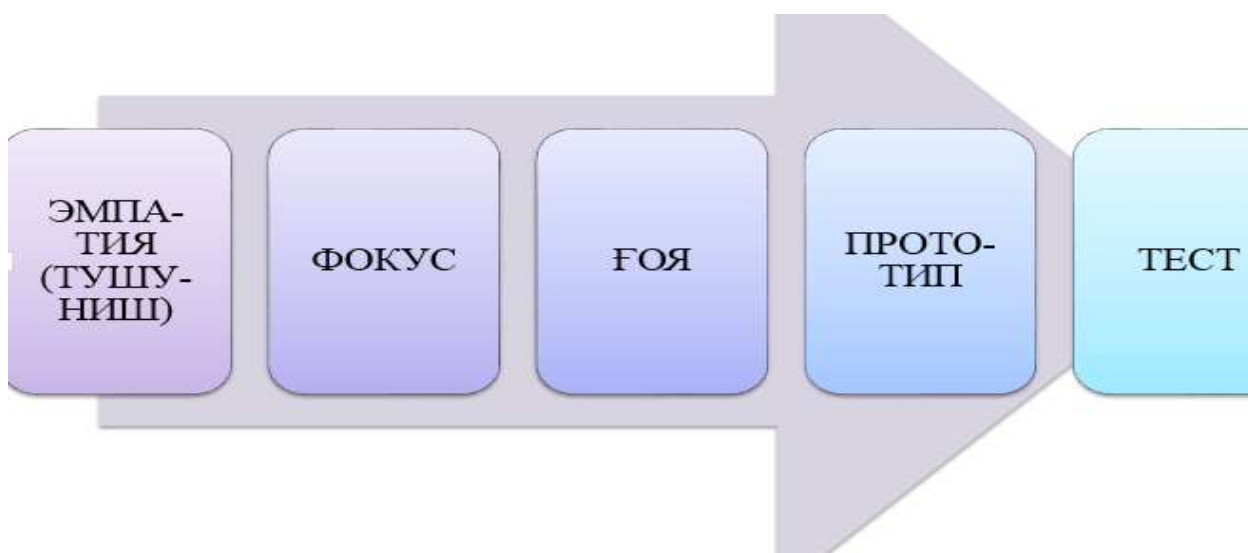 ЭМПА-
ТИЯ
(ТУШУ-
НИШ)
ФОКУС
ҒОЯ
ПРОТО-
ТИП
ТЕСТ